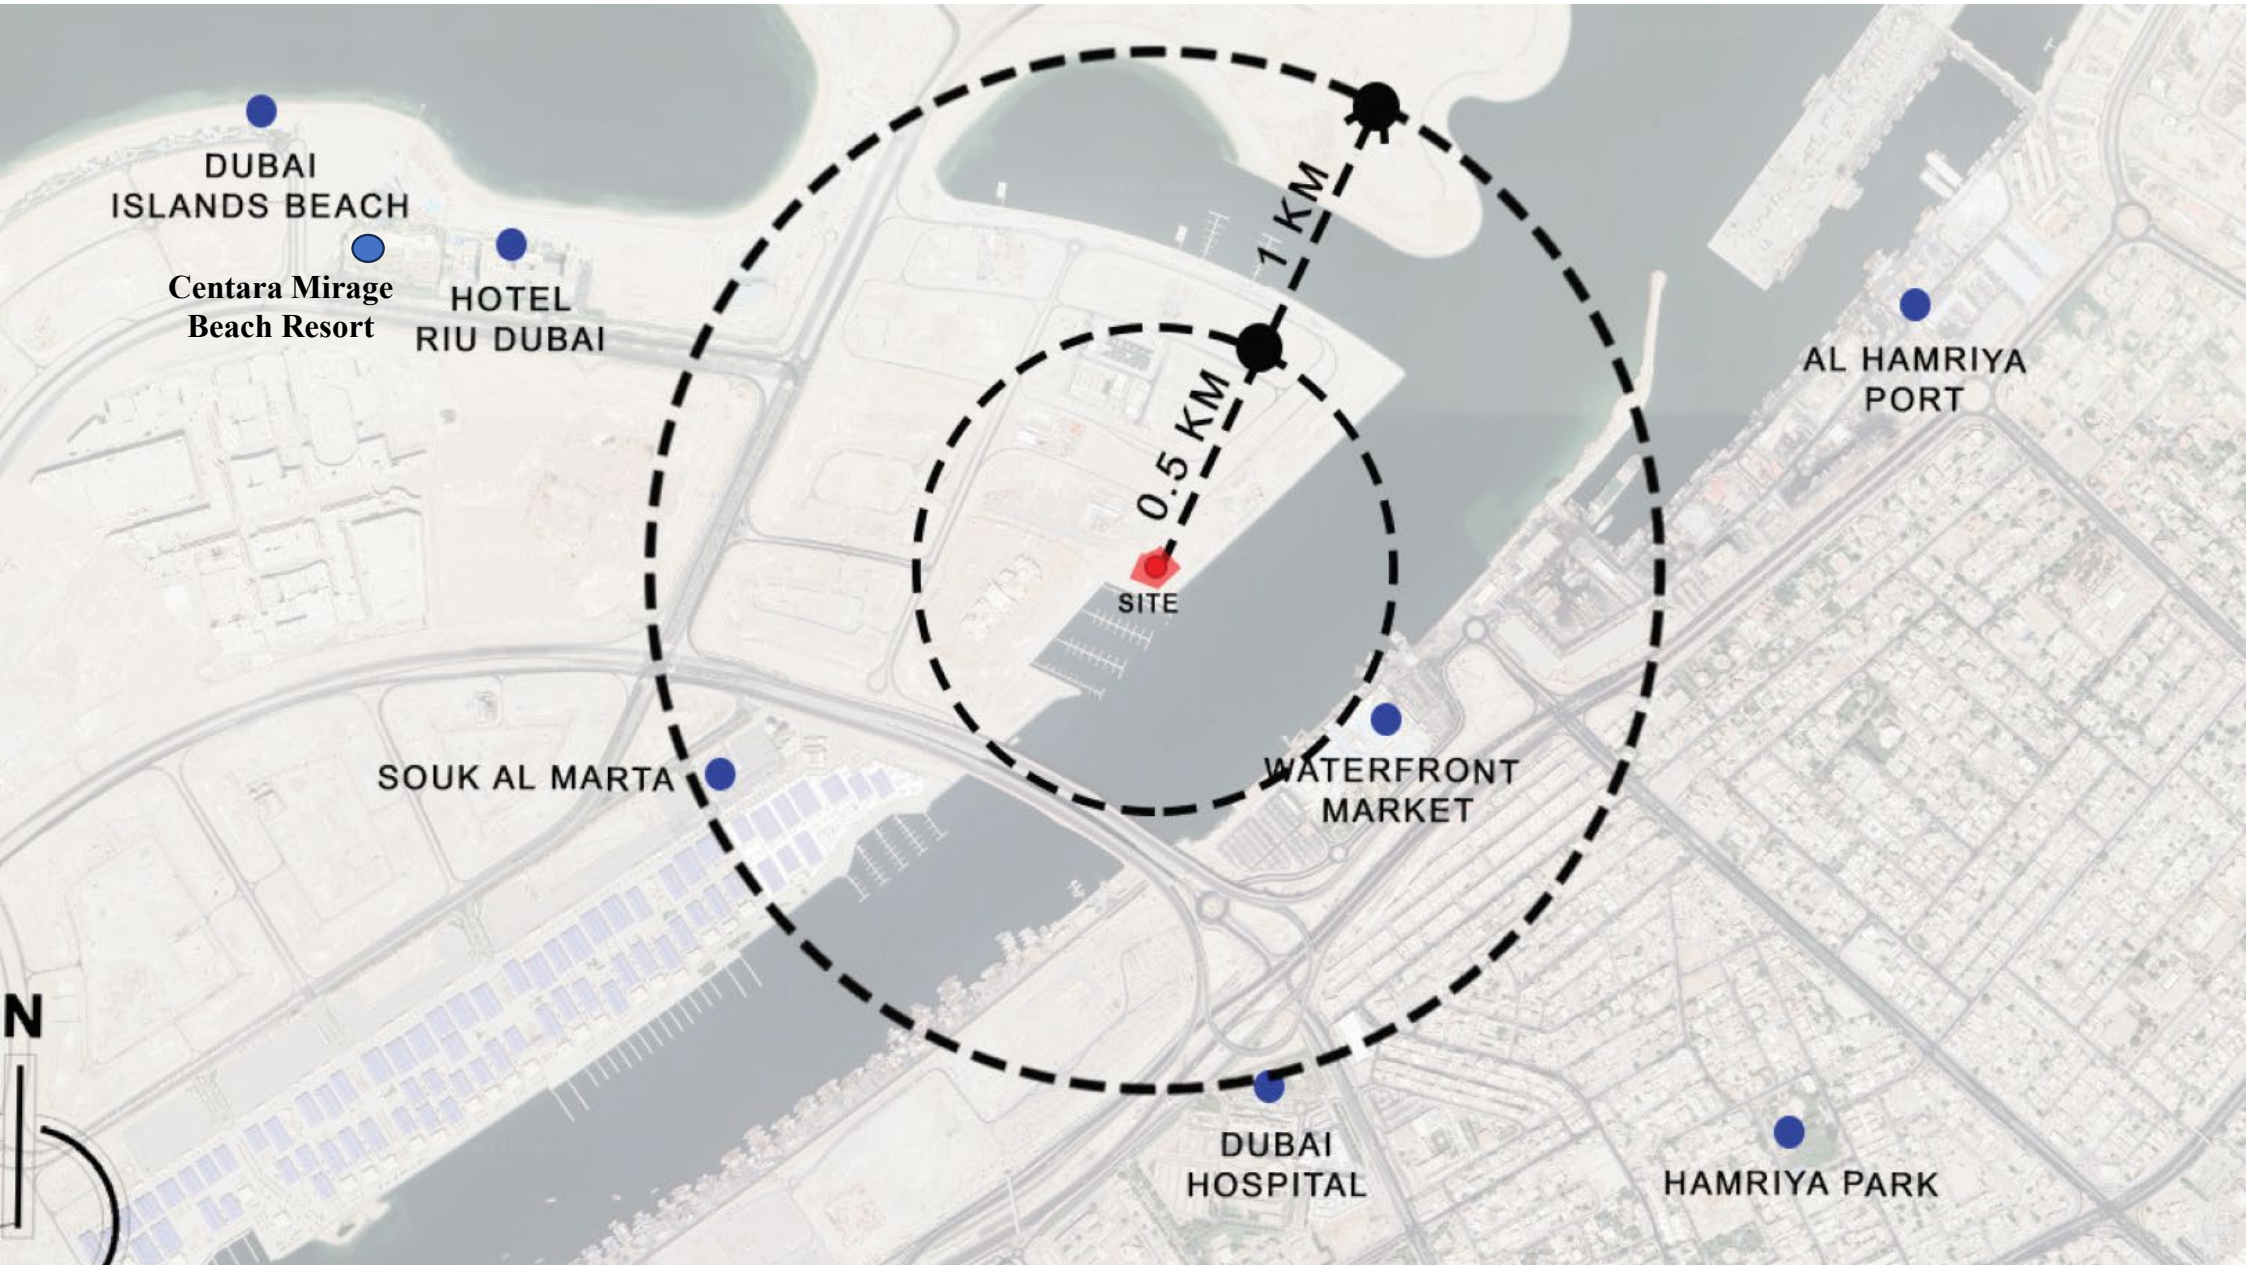 1 KM
DUBAI
ISLANDS BEACH
Centara Mirage
Beach Resort
HOTEL
RIU DUBAI
AL HAMRIYA
PORT
0.5 KM
SITE
SOUK AL MARTA
WATERFRONT
MARKET
N
DUBAI
HOSPITAL
HAMRIYA PARK